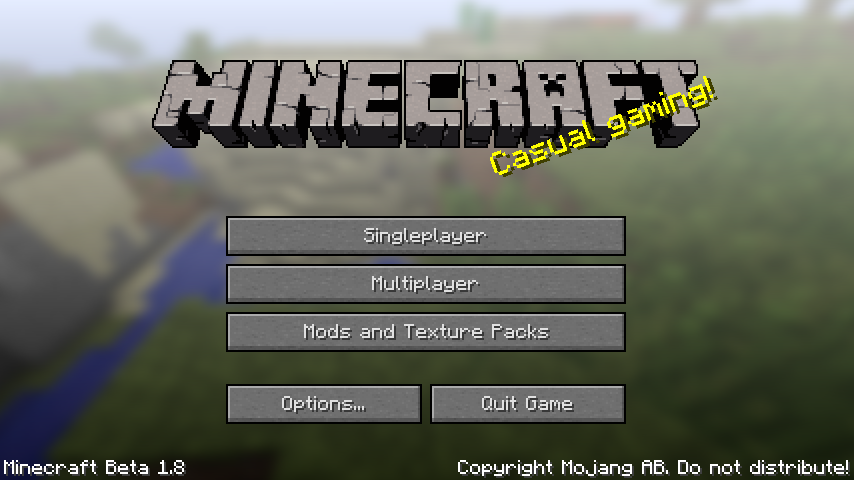 MINECRAFT
Casual gaming!
Singleplayer
Multiplayer
Mods and Texture Packs
Options...
Quit Game
Minecraft Beta 1.8
Copyright Mojang AB. Do not distribute!